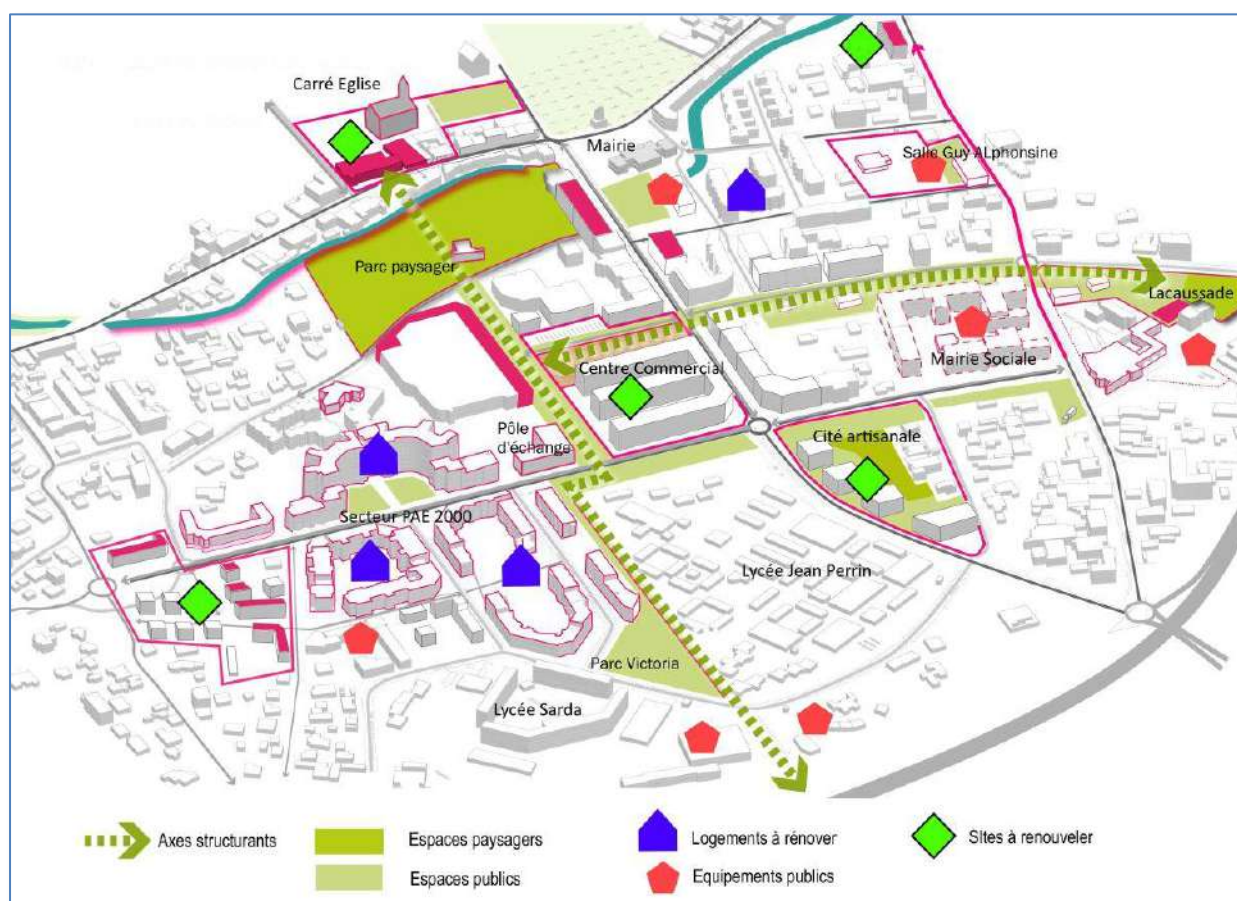 Carré Eglise
Mairie
Salle Guy ALphonsine
Parc paysager
Lacaussade
Mairie Sociale
Centre Commercial
Pôle
d'échange
Cité artisanale
Secteur PAE 2000
Lycée Jean Perrin
Parc Victoria
Lycée Sarda
Axes structurants
Espaces paysagers
Logements à rénover
Sites à renouveler
Espaces publics
Equipements publics